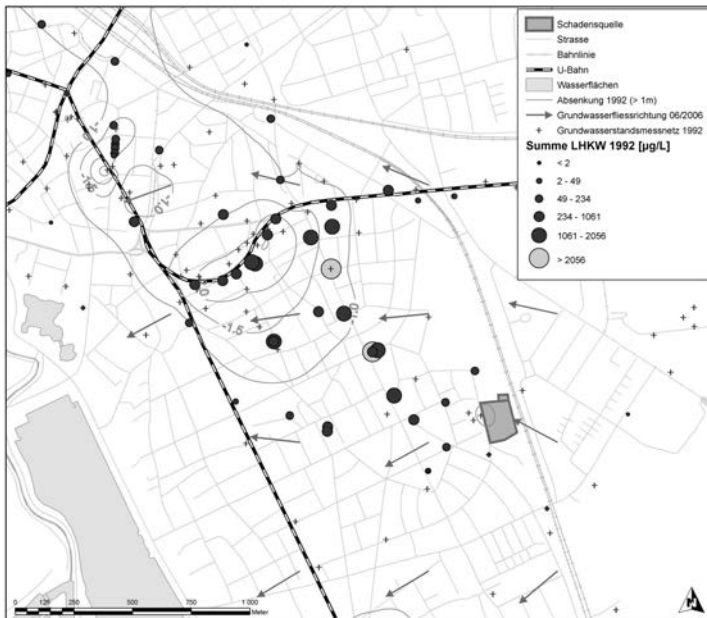 Schadensquelle
Strasse
Bahnlinie
U-Bahn
Wasserflächen
Absenkung 1992 (> 1m)
Grundwasserfliessrichtung 06/2006
Grundwasserstandsmessnetz 1992
Summe LHKW 1992 [µg/L]
< 2
2 - 49
49 - 234
234 - 1061
1061 - 2056
> 2056
-1.0
-1.0
-1.5
-1.0
0 125 250 500 750 1 000
Meter
N